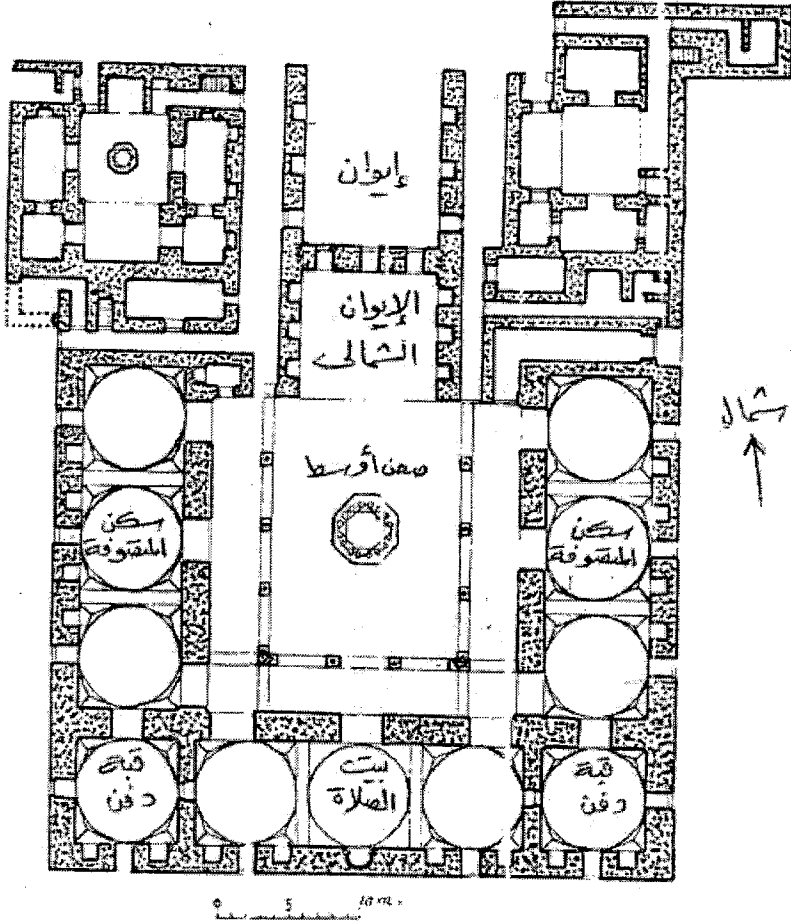 إيوان
الإيوان
الشمالى
شمال
صحن أوسط
سكن
المتصوفة
سكن
المتصوفة
قبة
دفن
بيت
الصلاة
قبة
دفن
0 5 10 m.